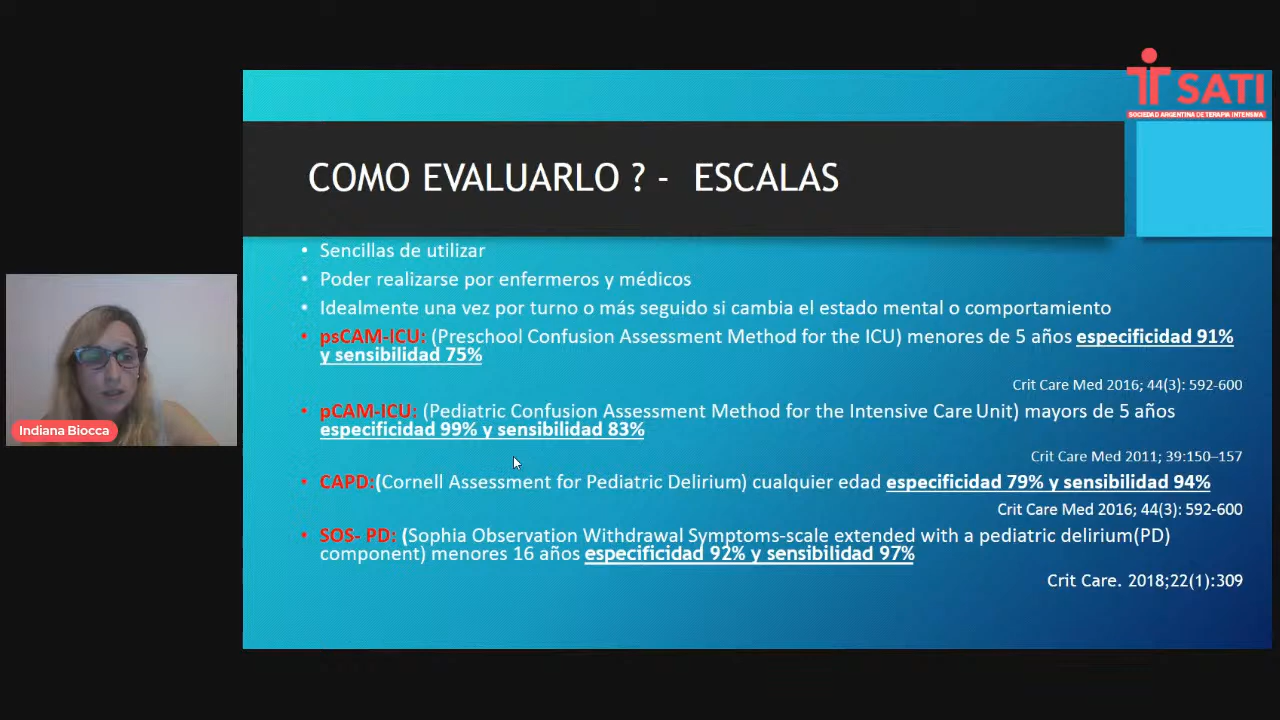 SATI
SOCIEDAD ARGENTINA DE TERAPIA INTENSIVA
COMO EVALUARLO ? - ESCALAS
• Sencillas de utilizar
• Poder realizarse por enfermeros y médicos
• Idealmente una vez por turno o más seguido si cambia el estado mental o comportamiento
• psCAM-ICU: (Preschool Confusion Assessment Method for the ICU) menores de 5 años especificidad 91%
y sensibilidad 75%
Crit Care Med 2016; 44(3): 592-600
• pCAM-ICU: (Pediatric Confusion Assessment Method for the Intensive Care Unit) mayors de 5 años
especificidad 99% y sensibilidad 83%
Crit Care Med 2011; 39:150–157
• CAPD:(Cornell Assessment for Pediatric Delirium) cualquier edad especificidad 79% y sensibilidad 94%
Crit Care Med 2016; 44(3): 592-600
• SOS- PD: (Sophia Observation Withdrawal Symptoms-scale extended with a pediatric delirium(PD)
component) menores 16 años especificidad 92% y sensibilidad 97%
Crit Care. 2018;22(1):309
Indiana Biocca